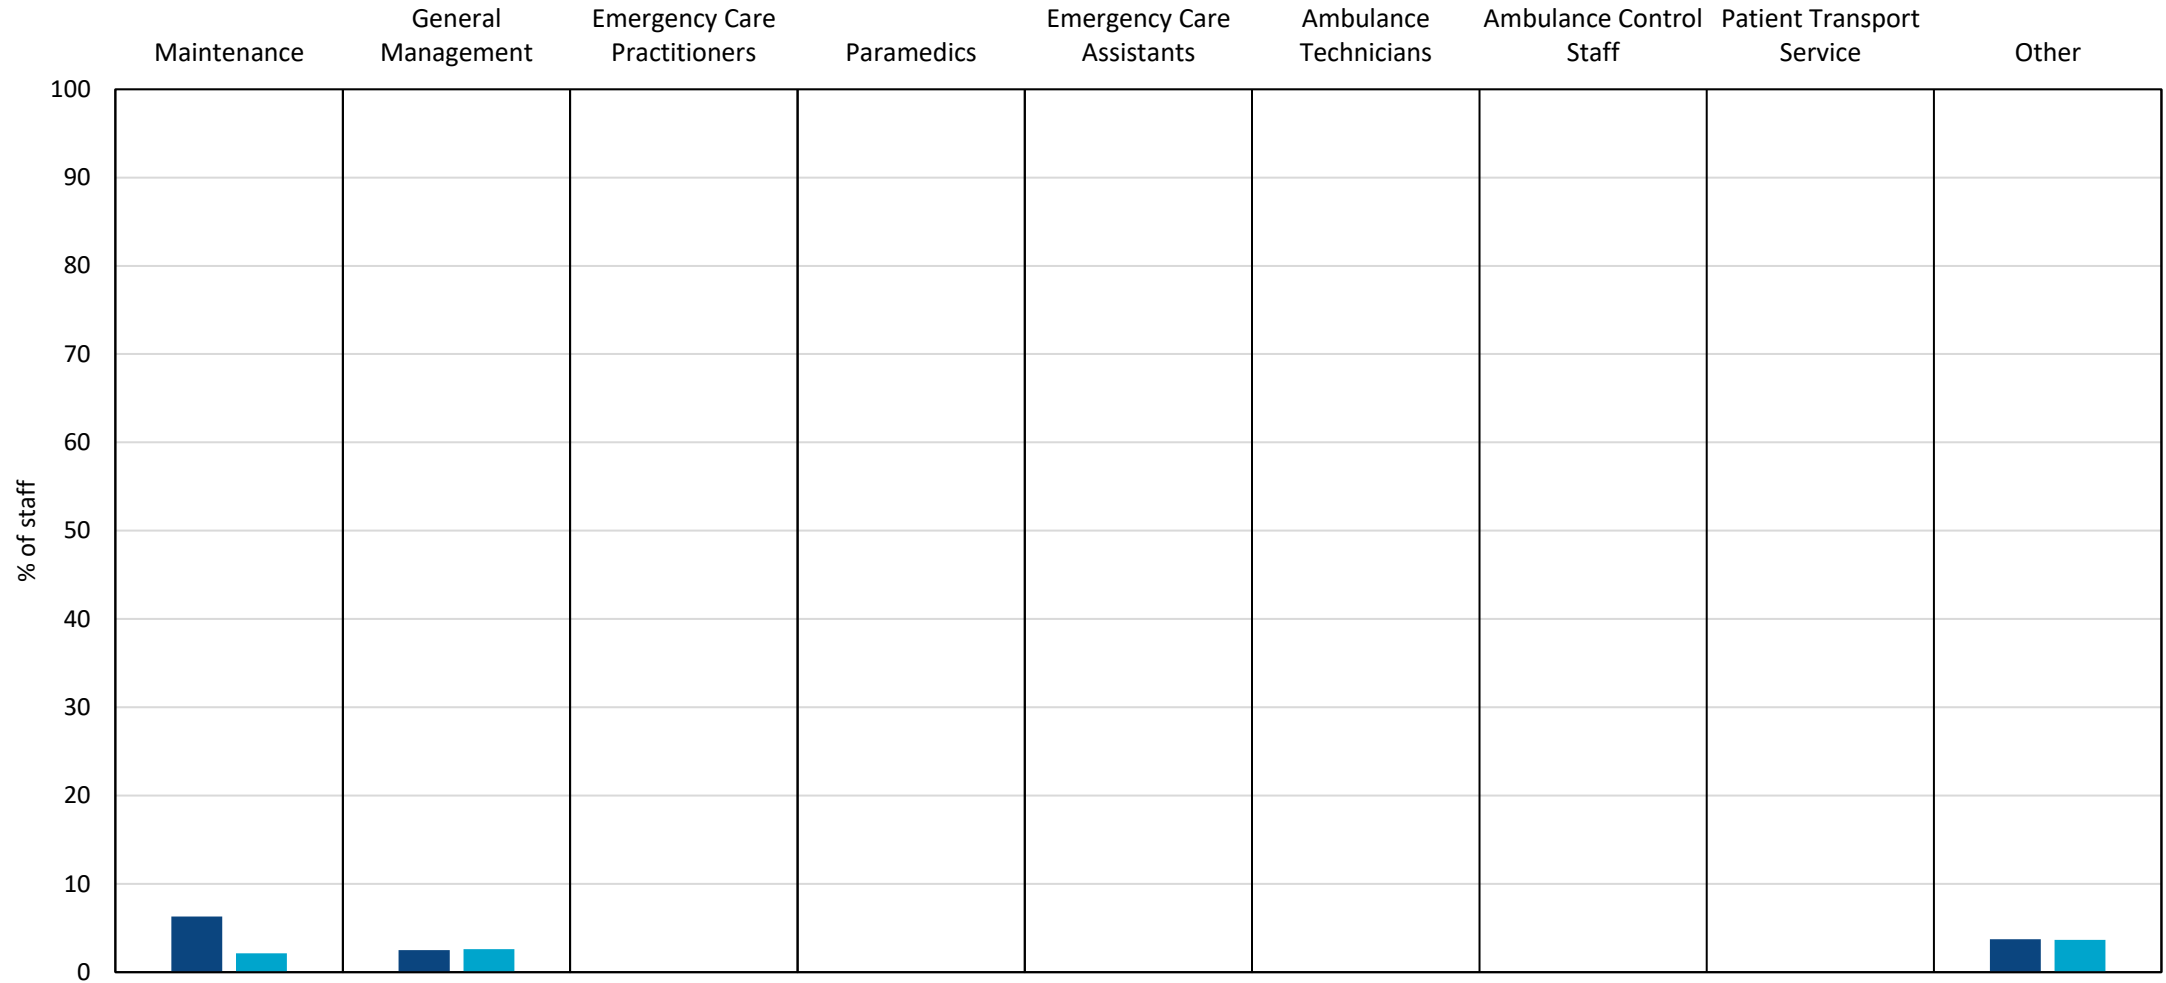 Maintenance
General
Management
Emergency Care
Practitioners
Paramedics
Emergency Care
Assistants
Ambulance
Technicians
Ambulance Control
Staff
Patient Transport
Service
Other
% of staff
100
90
80
70
60
50
40
30
20
10
0